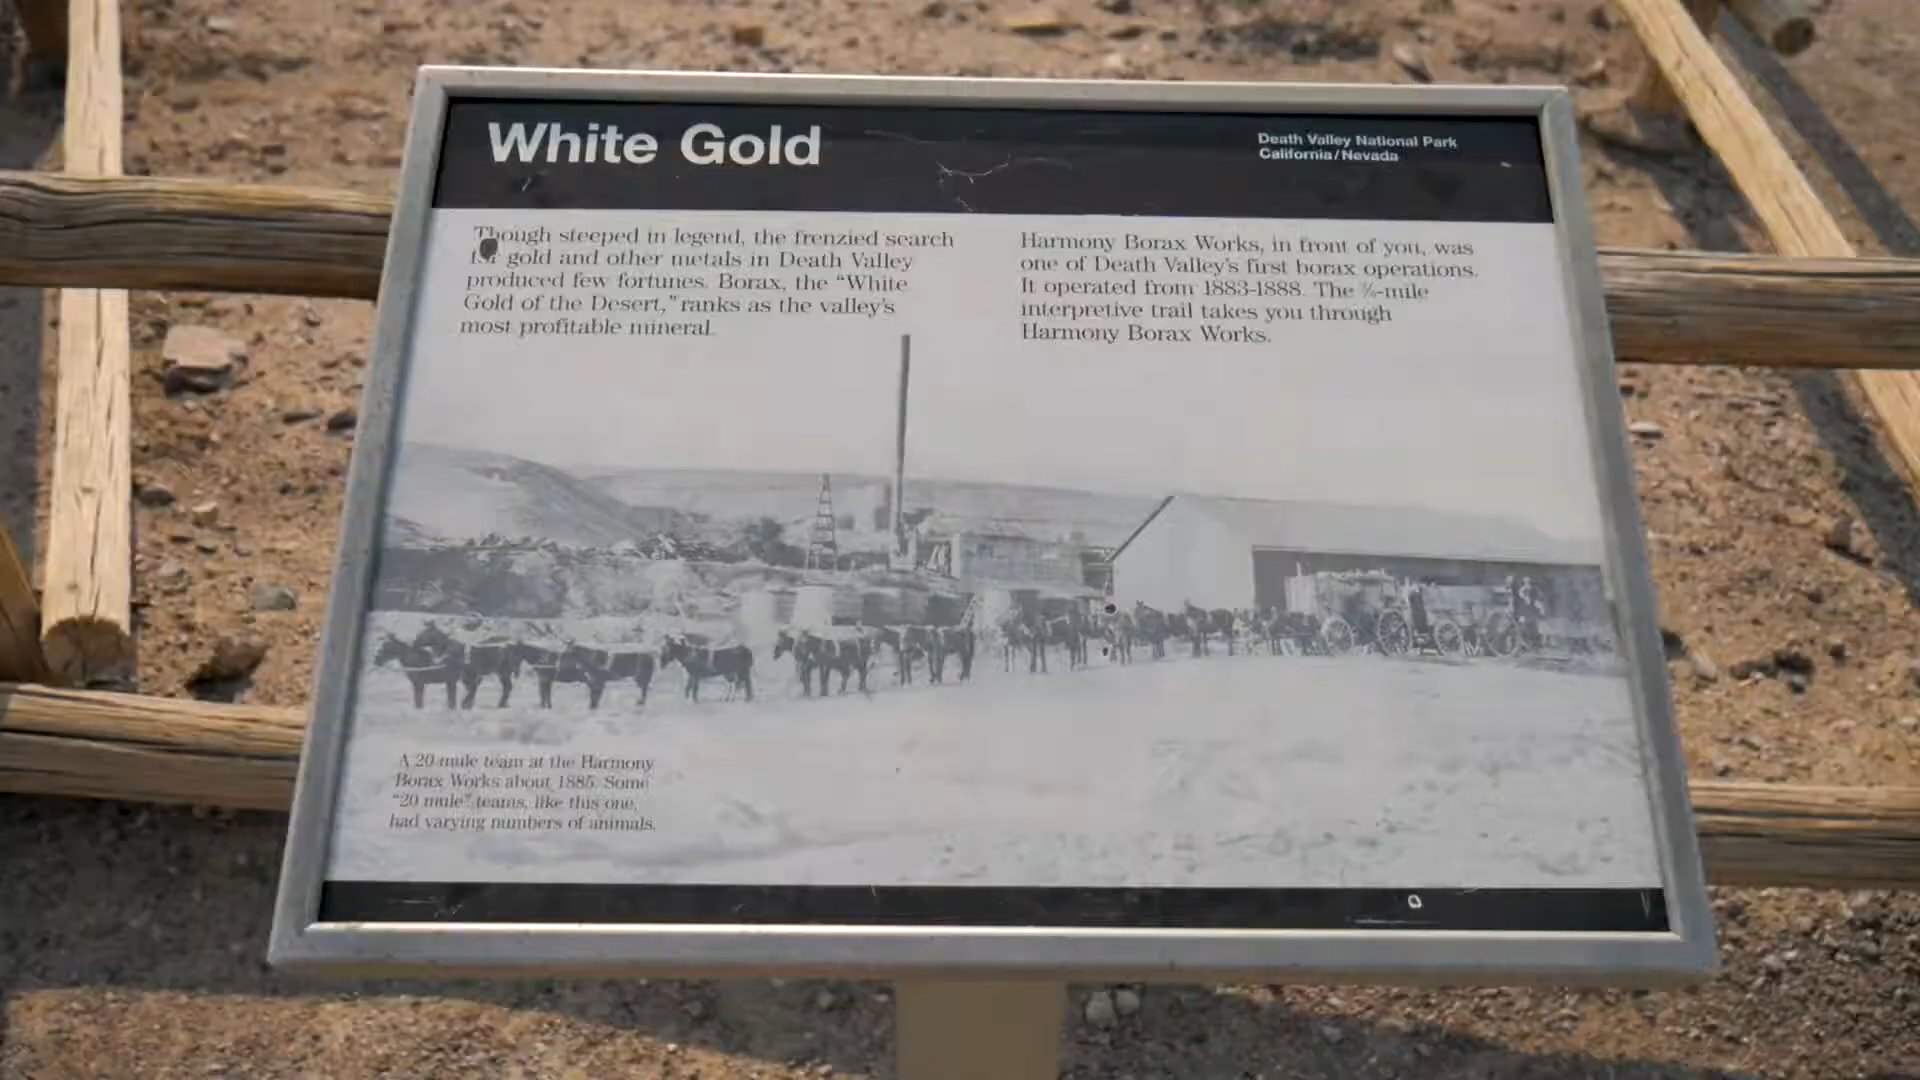 White Gold
Death Valley National Park
California/Nevada
Though steeped in legend, the frenzied search
for gold and other metals in Death Valley
produced few fortunes. Borax, the “White
Gold of the Desert,” ranks as the valley’s
most profitable mineral.
Harmony Borax Works, in front of you, was
one of Death Valley’s first borax operations.
It operated from 1883-1888. The -mile
interpretive trail takes you through
Harmony Borax Works.
A 20 mule team at the Harmony
Borax Works about 1885. Some
“20 mule” teams, like this one,
had varying numbers of animals.